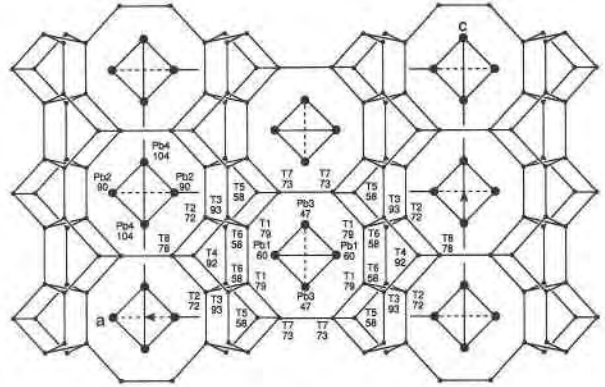 C
Pb4
104
Pb2
90
Pb2
90
Pb4
104
T2
72
T3
93
T5
58
T7
73
T7
73
T5
58
T3
93
T2
72
A
Pb3
47
T1
79
T6
58
Pb1
60
Pb1
60
T1
79
T6
58
T8
78
T4
92
T4
92
T8
78
T6
58
T1
79
Pb3
47
T1
79
T6
58
T2
72
T3
93
T5
58
T7
73
T7
73
T5
58
T3
93
T2
72
a